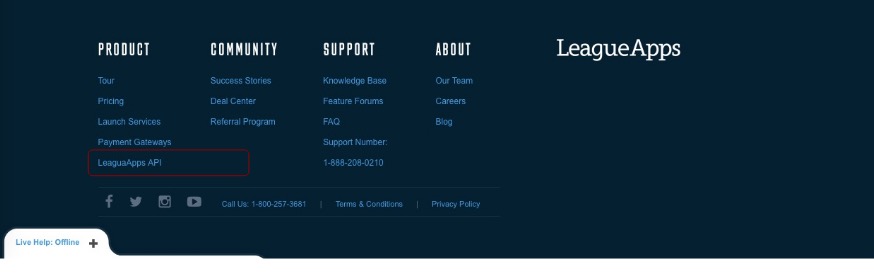 PRODUCT COMMUNITY SUPPORT ABOUT LeagueApps
Tour Success Stories Knowledge Base Our Team
Pricing Deal Center Feature Forums Careers
Launch Services Referral Program FAQ Blog
Payment Gateways Support Number:
LeaguaApps API 1-888-208-0210
Call Us: 1-800-257-3681 | Terms & Conditions | Privacy Policy
Live Help: Offline +